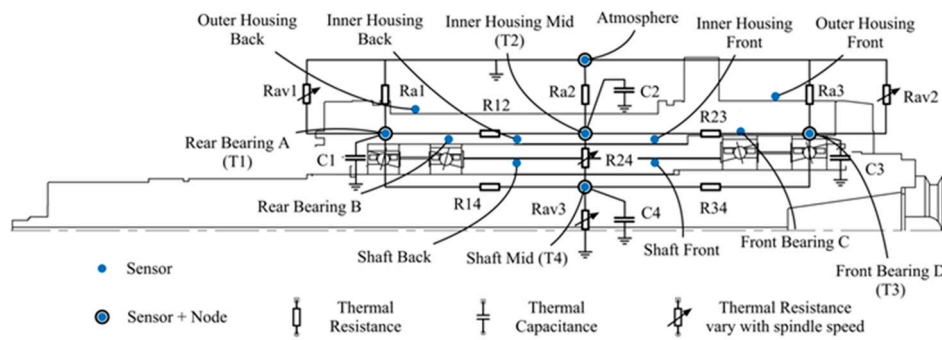 Outer Housing
Back
Inner Housing
Back
Inner Housing Mid
(T2)
Atmosphere
Inner Housing
Front
Outer Housing
Front
Rav1
Ra1
R12
Ra2
C2
R23
Ra3
Rav2
Rear Bearing A
(T1)
C1
R24
C3
Rear Bearing B
R14
Rav3
C4
R34
Shaft Back
Shaft Mid (T4)
Shaft Front
Front Bearing C
Front Bearing D
(T3)
Sensor
Sensor + Node
Thermal
Resistance
Thermal
Capacitance
Thermal Resistance
vary with spindle speed